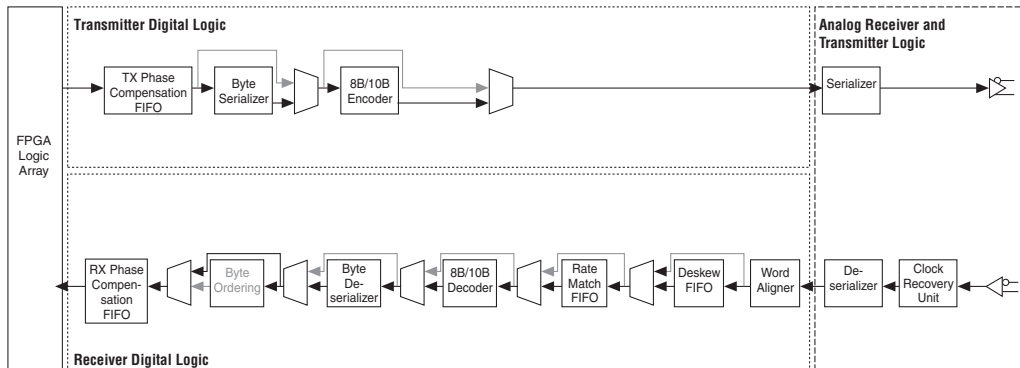 Transmitter Digital Logic
Analog Receiver and
Transmitter Logic
TX Phase
Compensation
FIFO
Byte
Serializer
8B/10B
Encoder
Serializer
FPGA
Logic
Array
RX Phase
Compen-
sation
FIFO
Byte
Ordering
Byte
De-
serializer
8B/10B
Decoder
Rate
Match
FIFO
Deskew
FIFO
Word
Aligner
De-
serializer
Clock
Recovery
Unit
Receiver Digital Logic